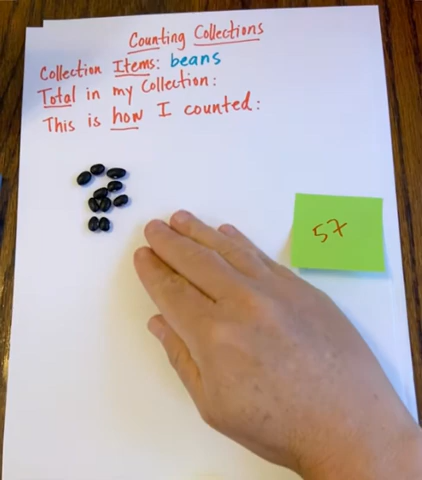 Counting Collections
Collection Items: beans
Total in my Collection:
This is how I counted:
57